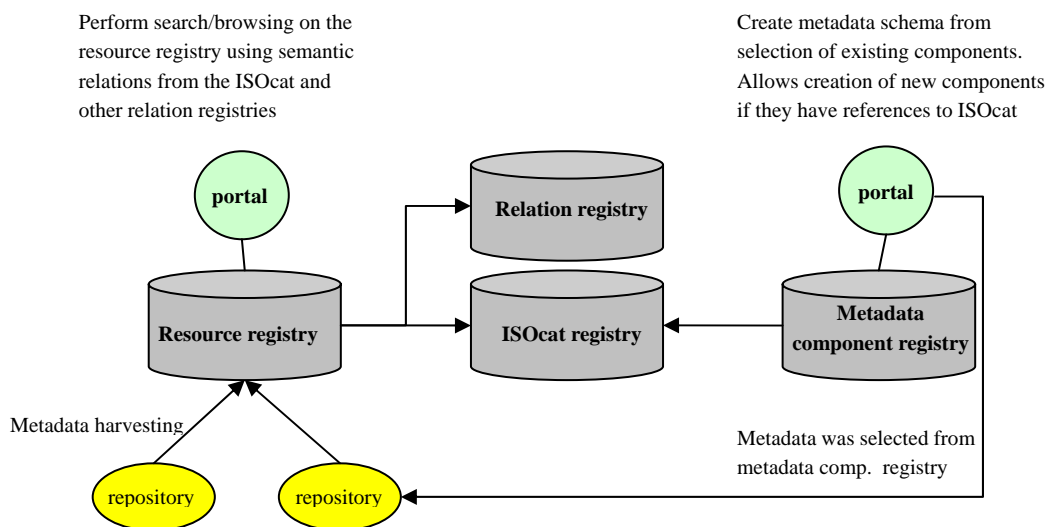 Perform search/browsing on the
resource registry using semantic
relations from the ISOcat and
other relation registries
Create metadata schema from
selection of existing components.
Allows creation of new components
if they have references to ISOcat
portal
Relation registry
portal
Resource registry
ISOcat registry
Metadata
component registry
Metadata harvesting
Metadata was selected from
metadata comp. registry
repository
repository